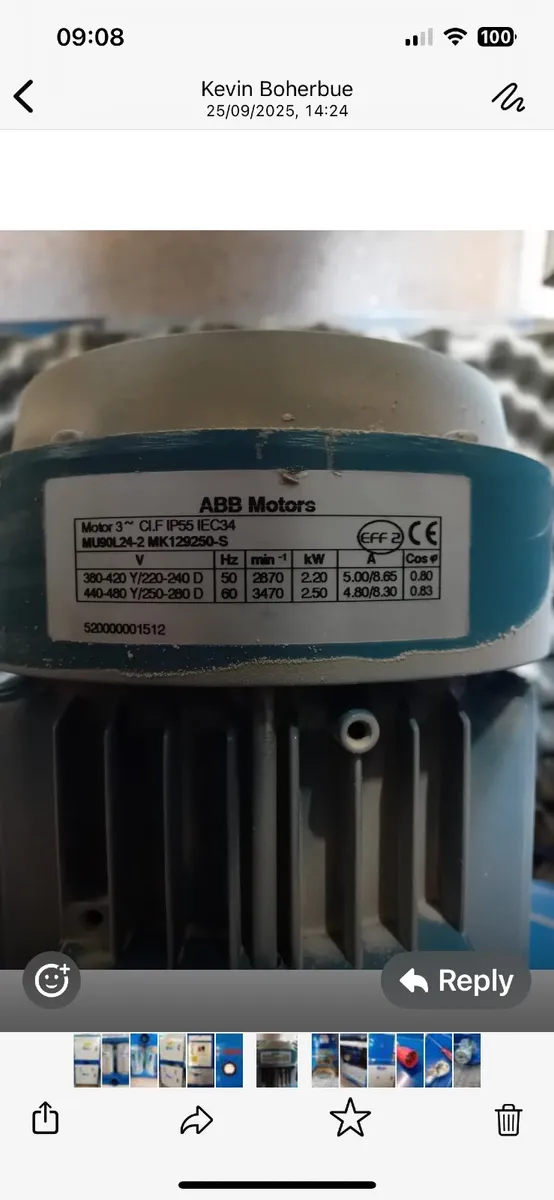 09:08
100
Kevin Boherbue
25/09/2025, 14:24
ABB Motors
Motor 3~ Cl.F IP55 IEC34
MU90L24-2 MK129250-S
EFF 2 CE
V Hz min⁻¹ kW A Cos φ
380-420 Y/220-240 D 50 2870 2.20 5.00/8.65 0.80
440-480 Y/250-280 D 60 3470 2.50 4.80/8.30 0.83
520000001512
Reply